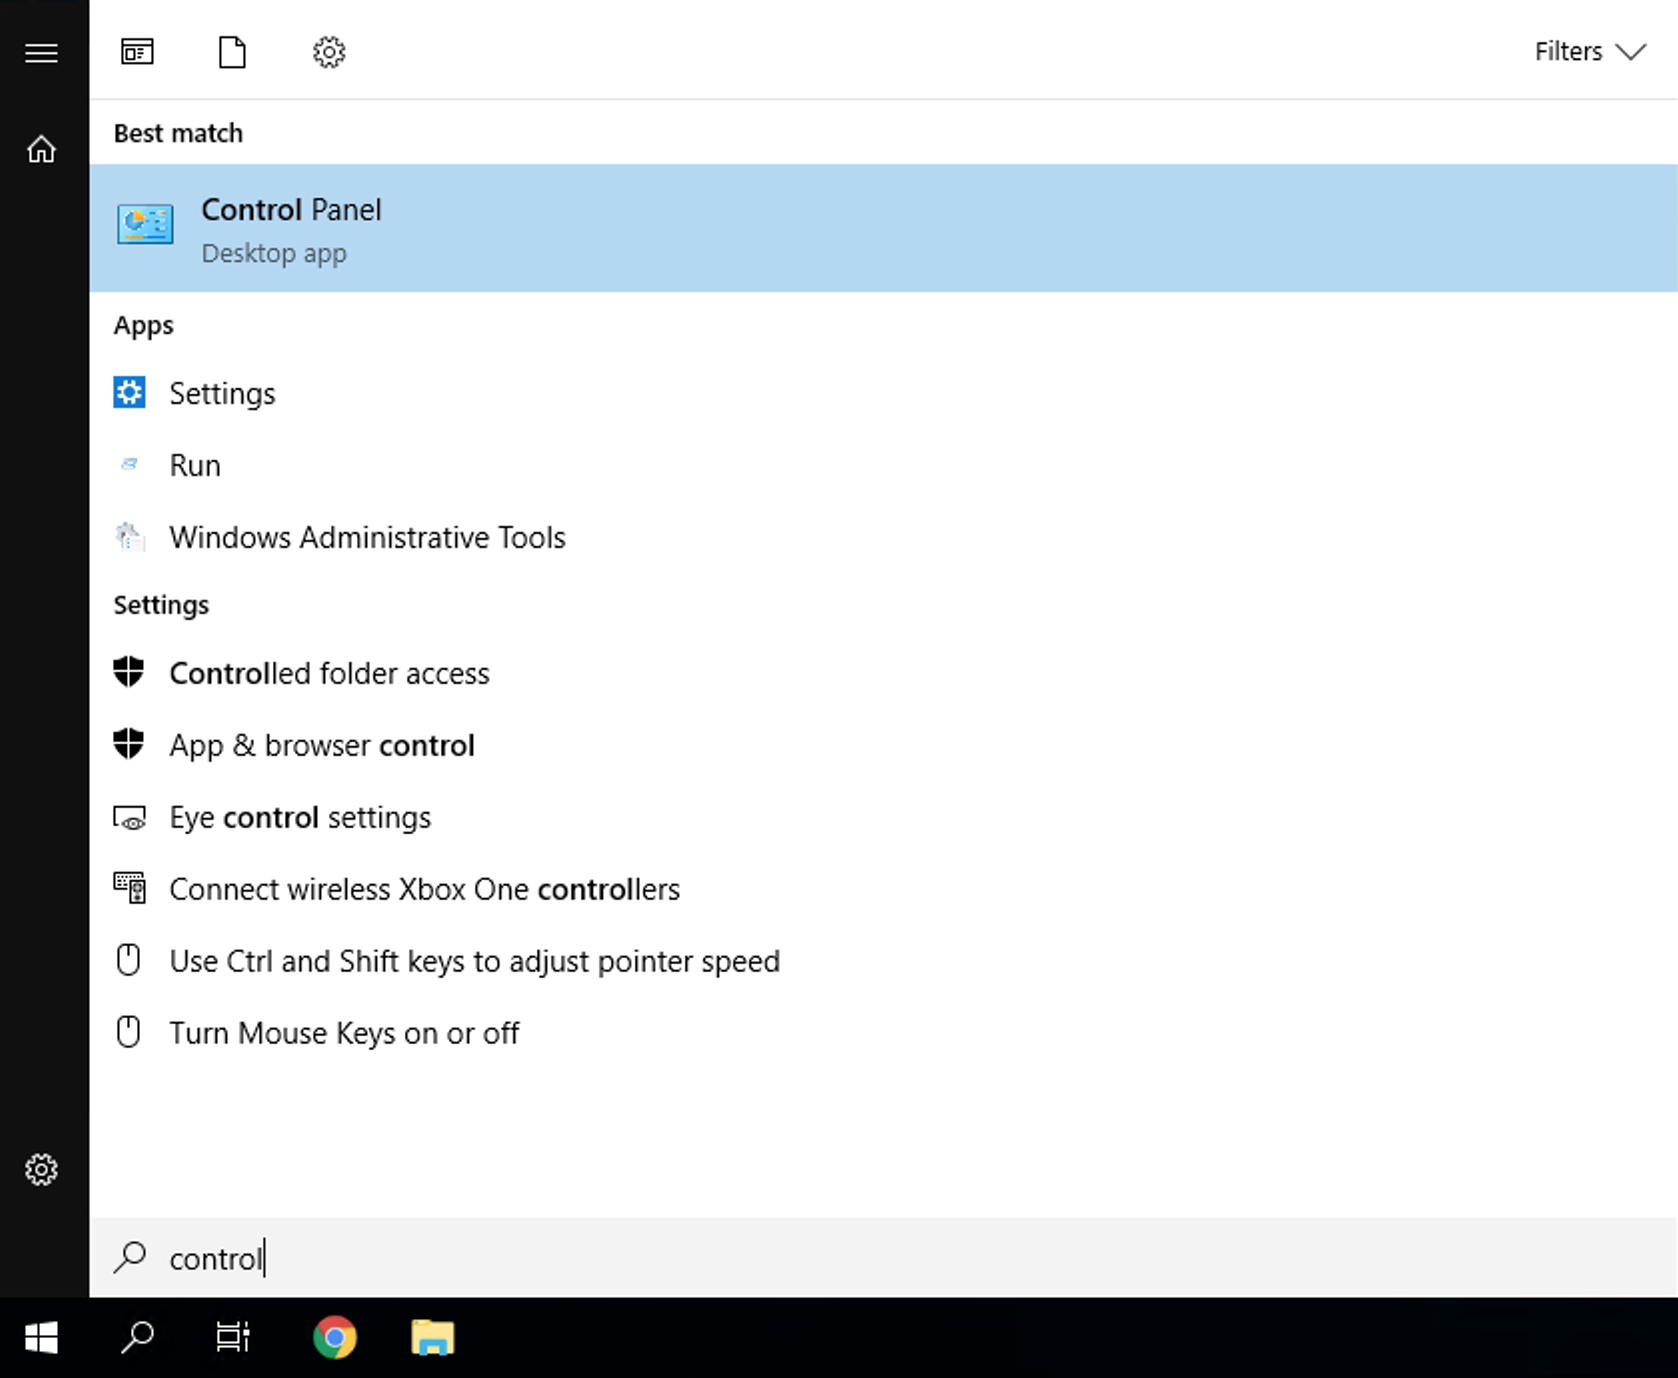 Filters
Best match
Control Panel
Desktop app
Apps
Settings
Run
Windows Administrative Tools
Settings
Controlled folder access
App & browser control
Eye control settings
Connect wireless Xbox One controllers
Use Ctrl and Shift keys to adjust pointer speed
Turn Mouse Keys on or off
control